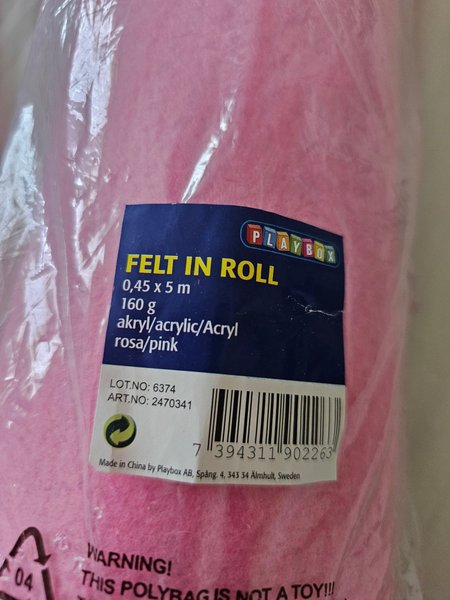 PLAYBOX
FELT IN ROLL
0,45 x 5 m
160 g
akryl/acrylic/Acryl
rosa/pink
LOT.NO: 6374
ART.NO: 2470341
7 394311 902263
Made in China by Playbox AB, Spång. 4, 343 34 Älmhult, Sweden
04
WARNING!
THIS POLYBAG IS NOT A TOY!!!